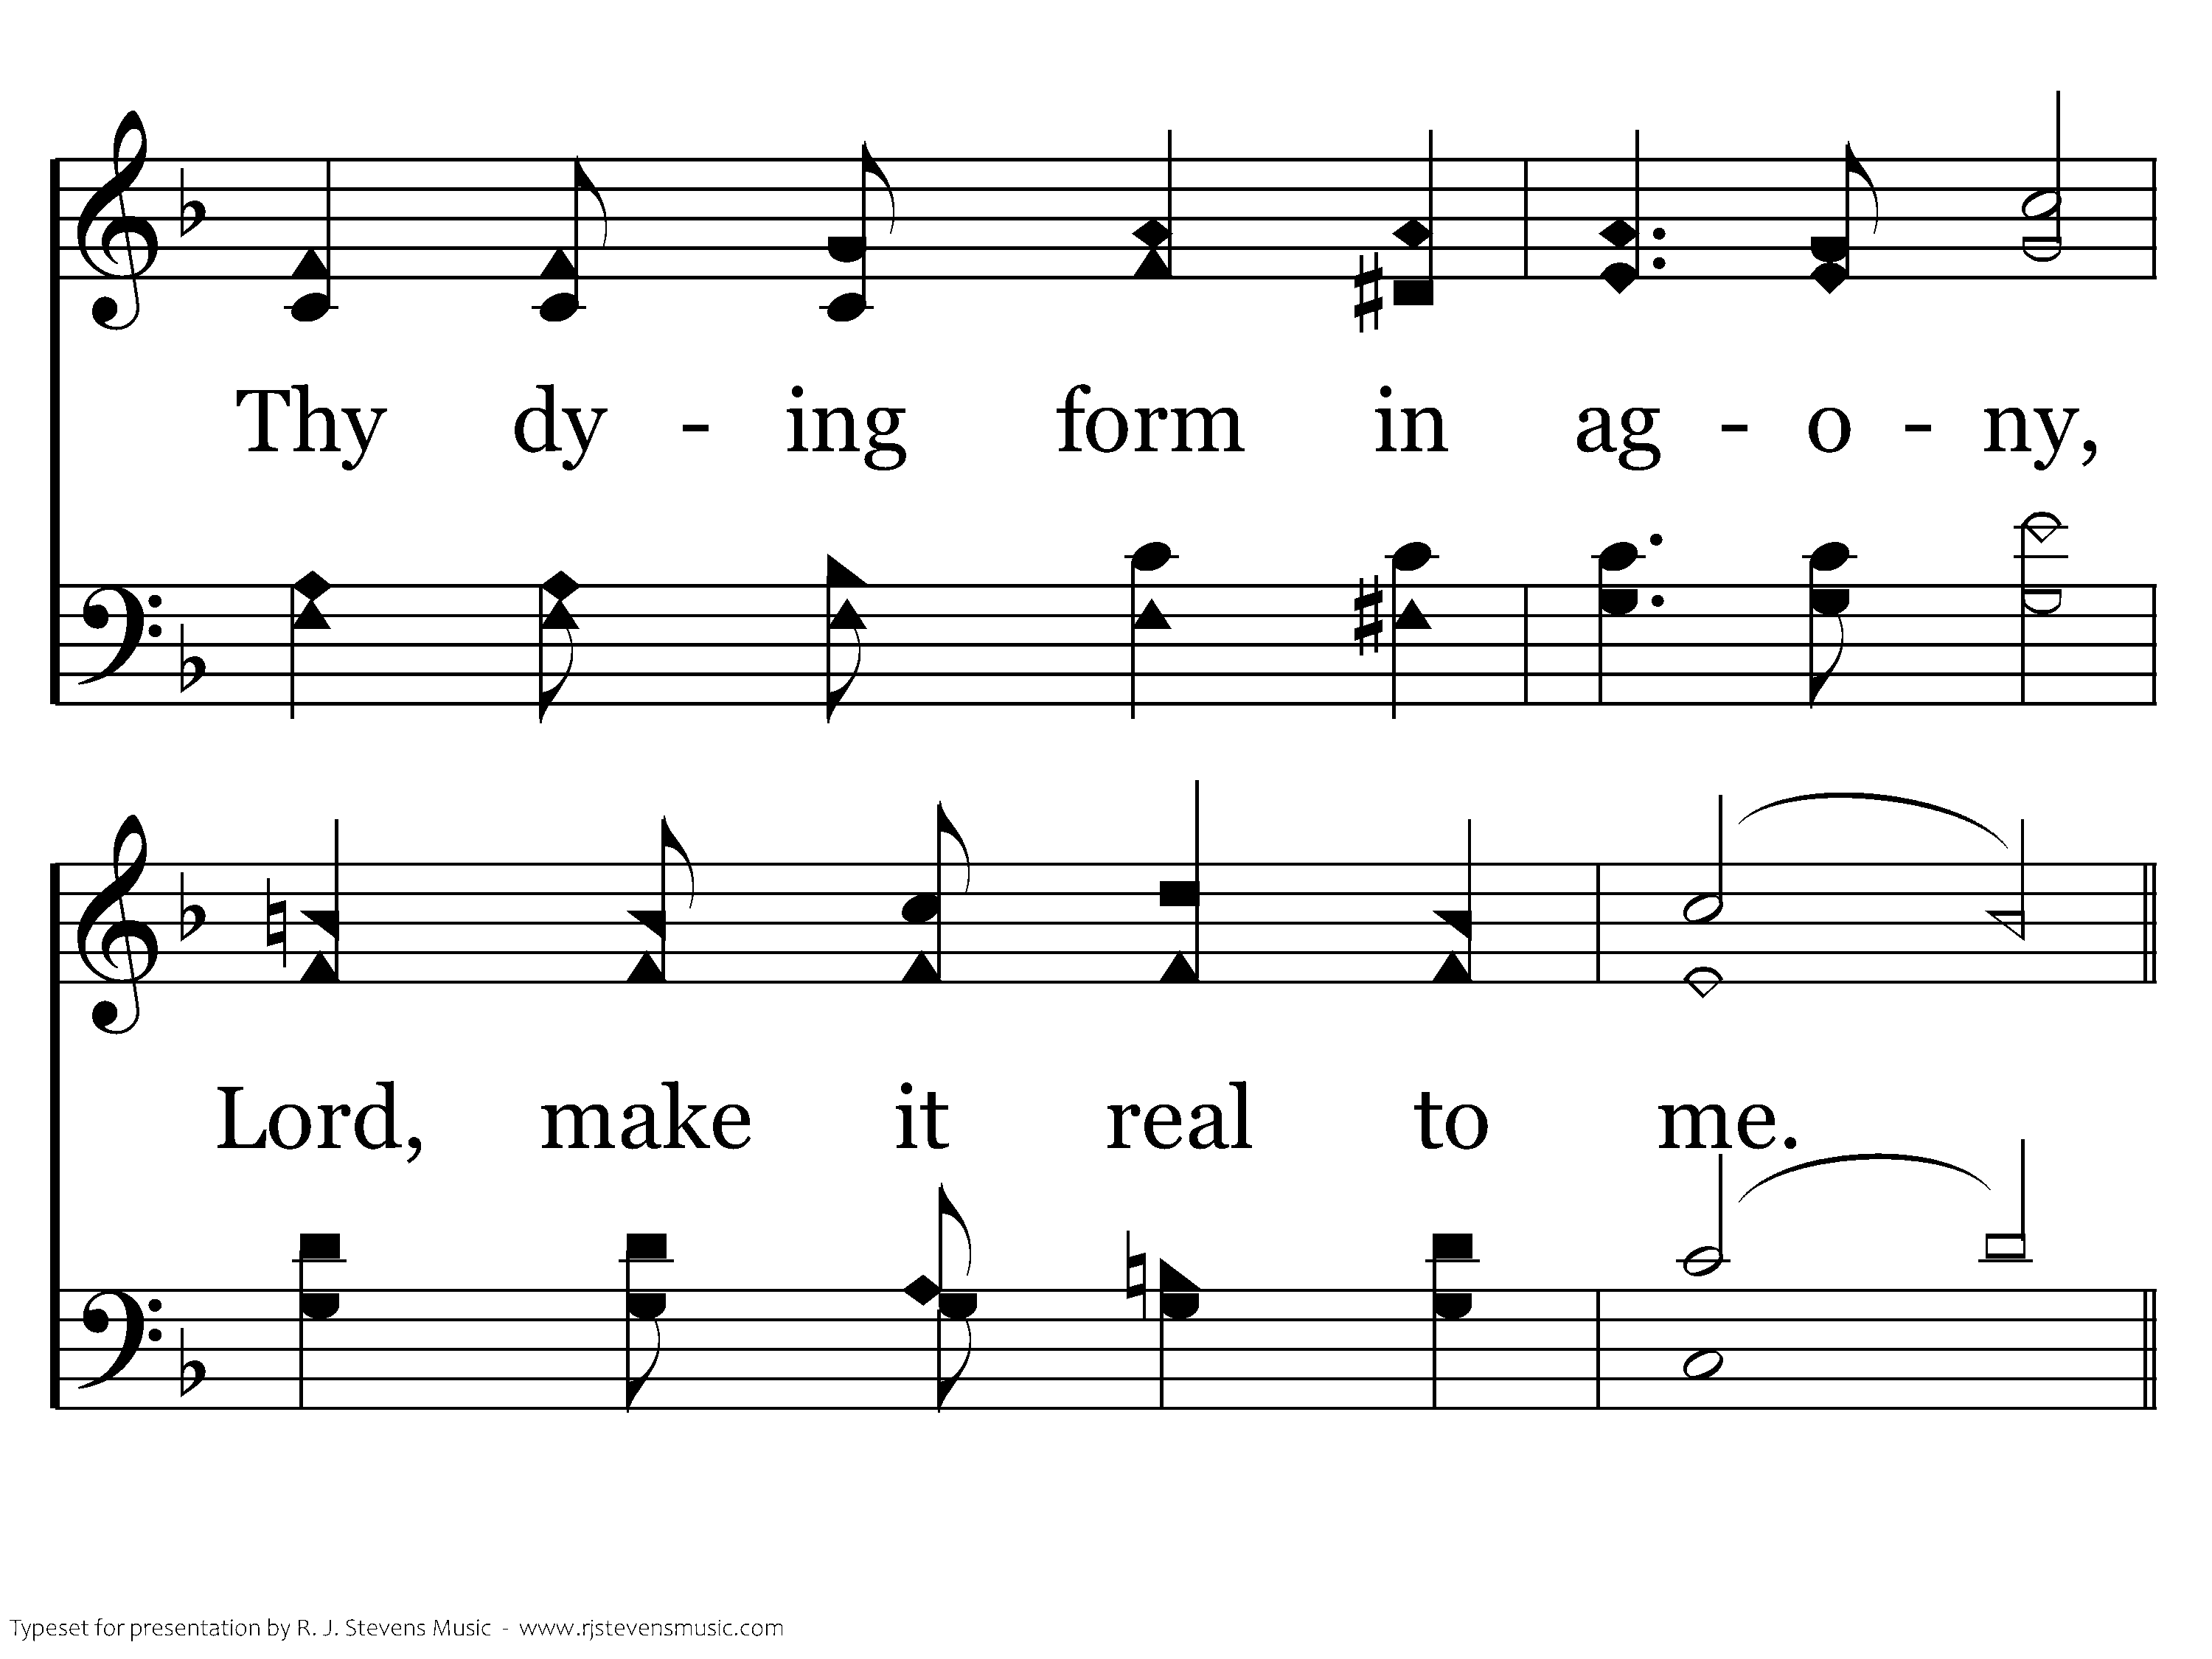 Thy dy - ing form in ag - o - ny,
Lord, make it real to me.
Typeset for presentation by R. J. Stevens Music - www.rjstevensmusic.com